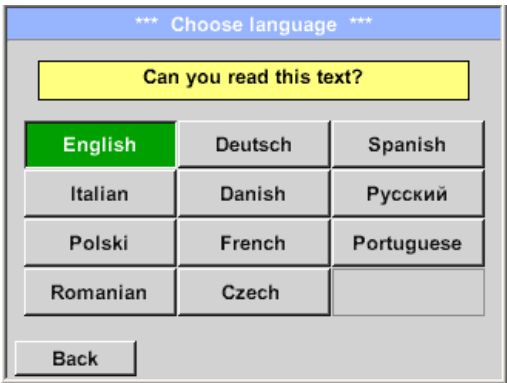 *** Choose language ***
Can you read this text?
English Deutsch Spanish
Italian Danish Русский
Polski French Portuguese
Romanian Czech
Back